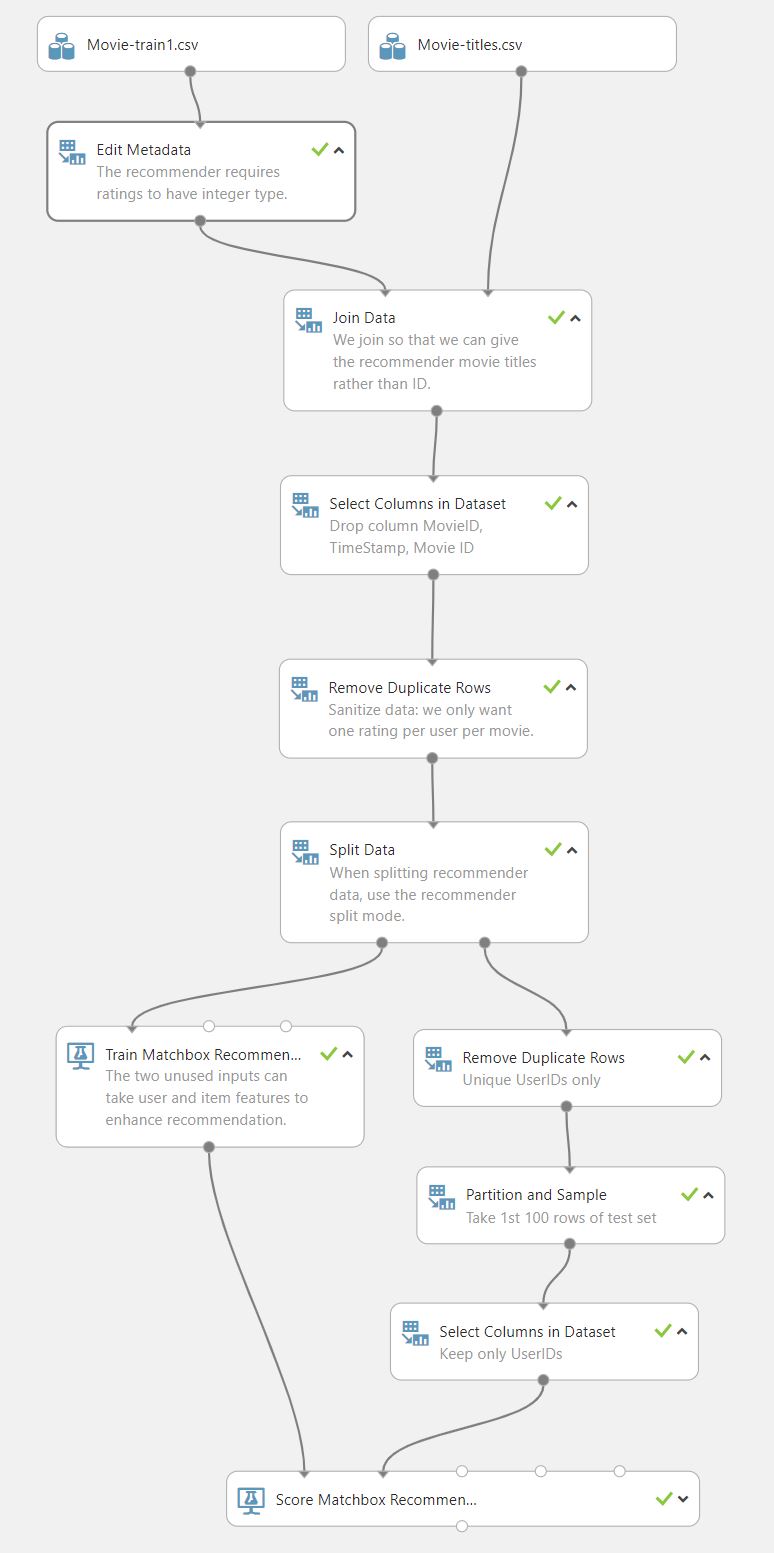 Movie-train1.csv
Movie-titles.csv
Edit Metadata
The recommender requires
ratings to have integer type.
Join Data
We join so that we can give
the recommender movie titles
rather than ID.
Select Columns in Dataset
Drop column MovieID,
TimeStamp, Movie ID
Remove Duplicate Rows
Sanitize data: we only want
one rating per user per movie.
Split Data
When splitting recommender
data, use the recommender
split mode.
Train Matchbox Recommen...
The two unused inputs can
take user and item features to
enhance recommendation.
Remove Duplicate Rows
Unique UserIDs only
Partition and Sample
Take 1st 100 rows of test set
Select Columns in Dataset
Keep only UserIDs
Score Matchbox Recommen...